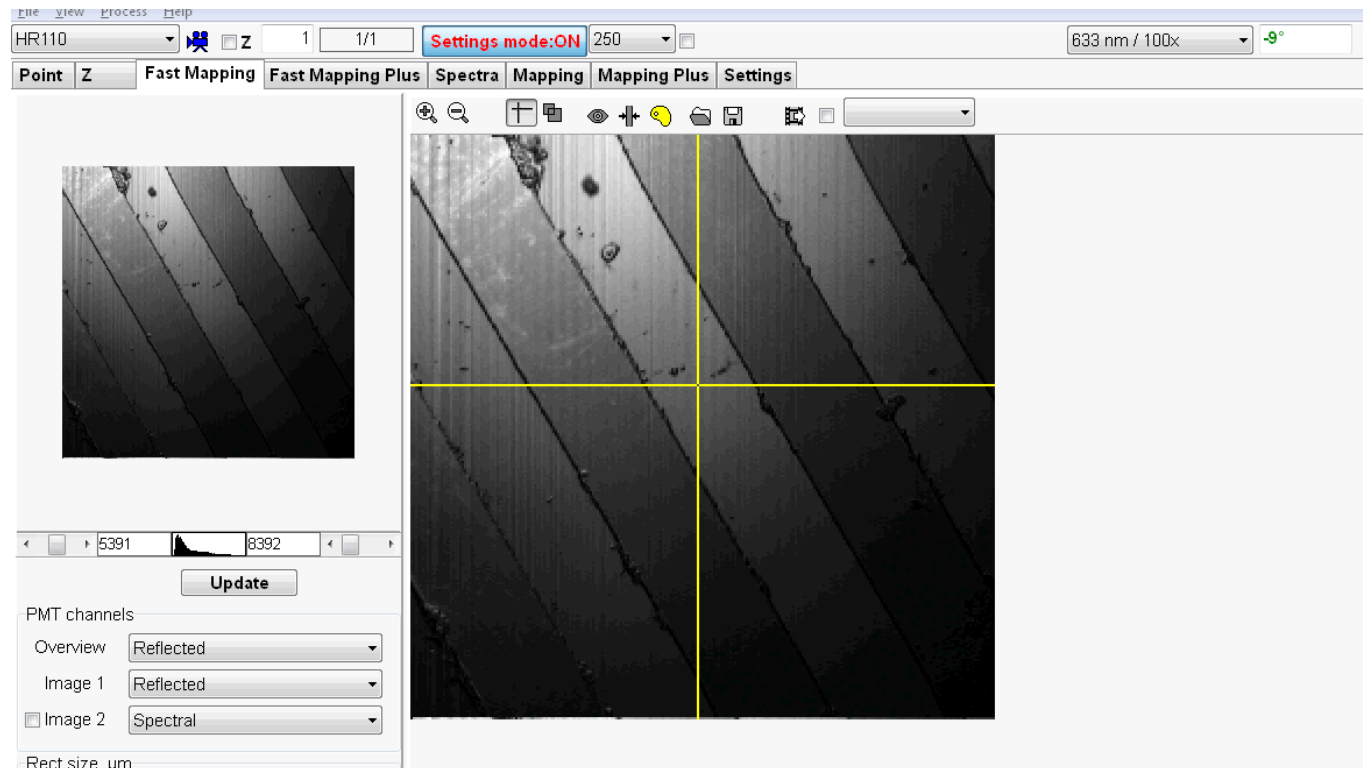 File View Process Help
HR110 Z 1 1/1 Settings mode:ON 250 633 nm / 100x -9°
Point Z Fast Mapping Fast Mapping Plus Spectra Mapping Mapping Plus Settings
5391 8392
Update
PMT channels
Overview Reflected
Image 1 Reflected
Image 2 Spectral
Rect size, um